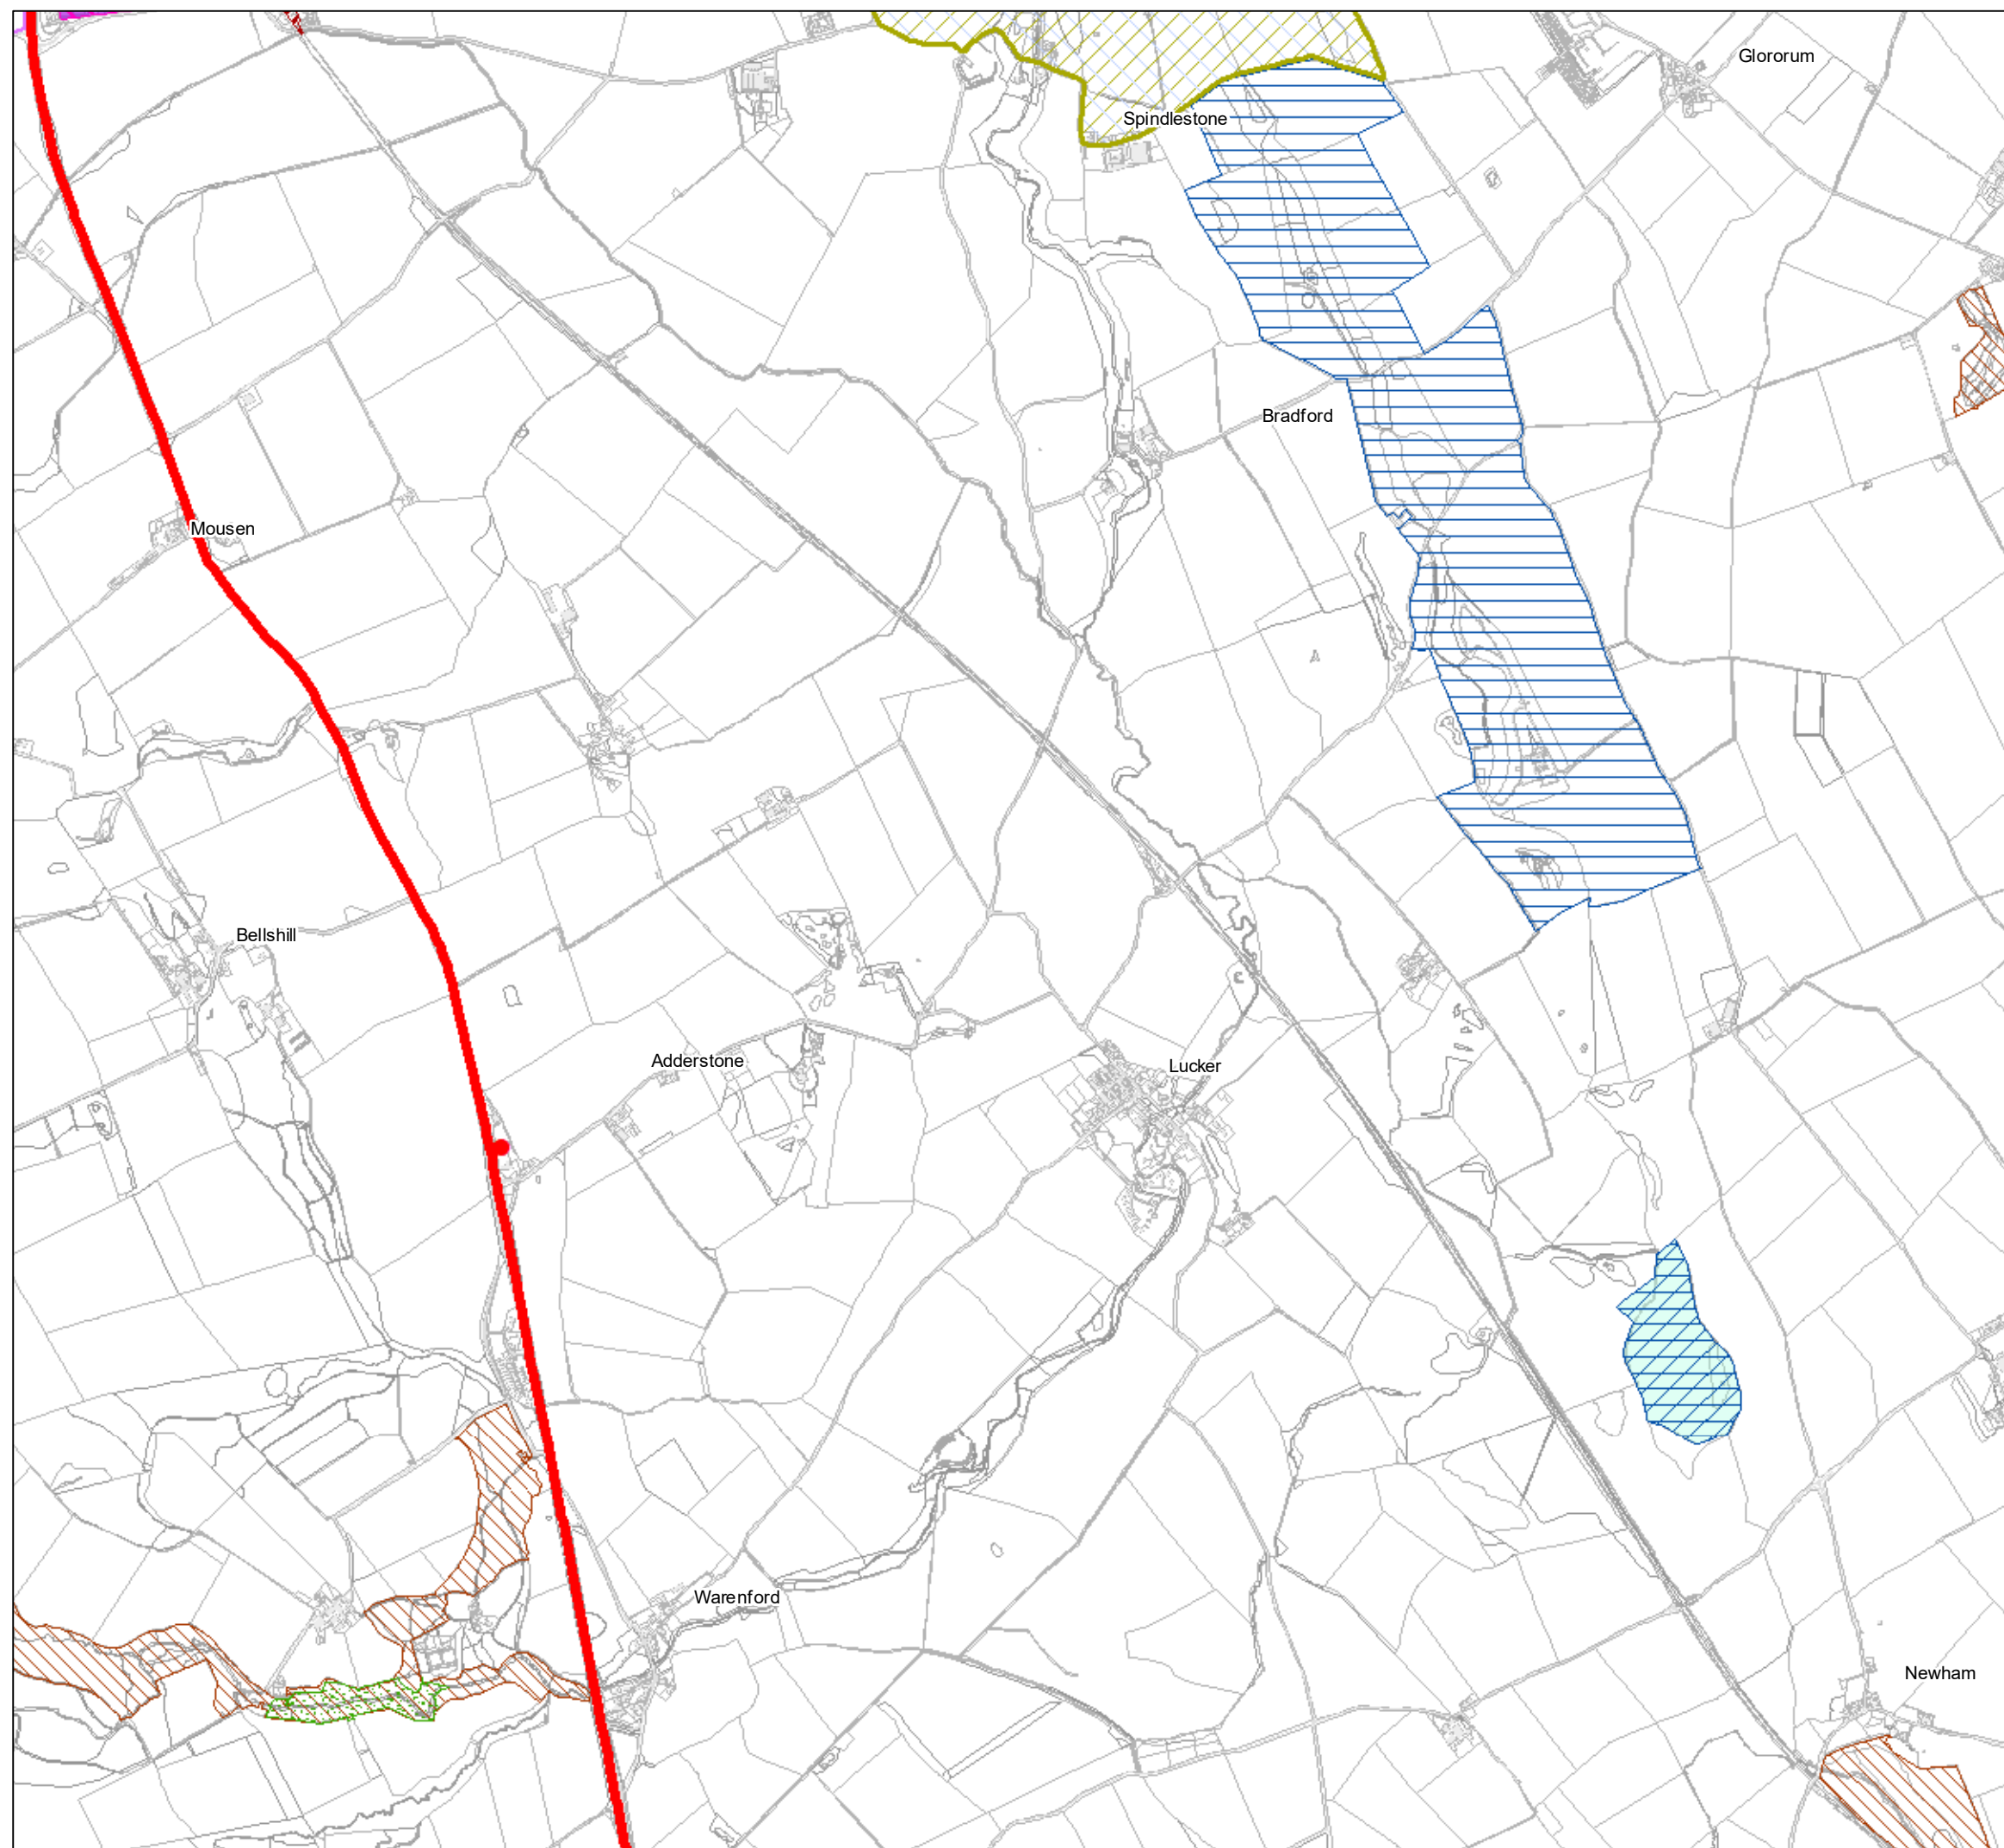 Glororum
Spindlestone
Bradford
Mousen
Bellshill
Adderstone
Lucker
Warenford
Newham